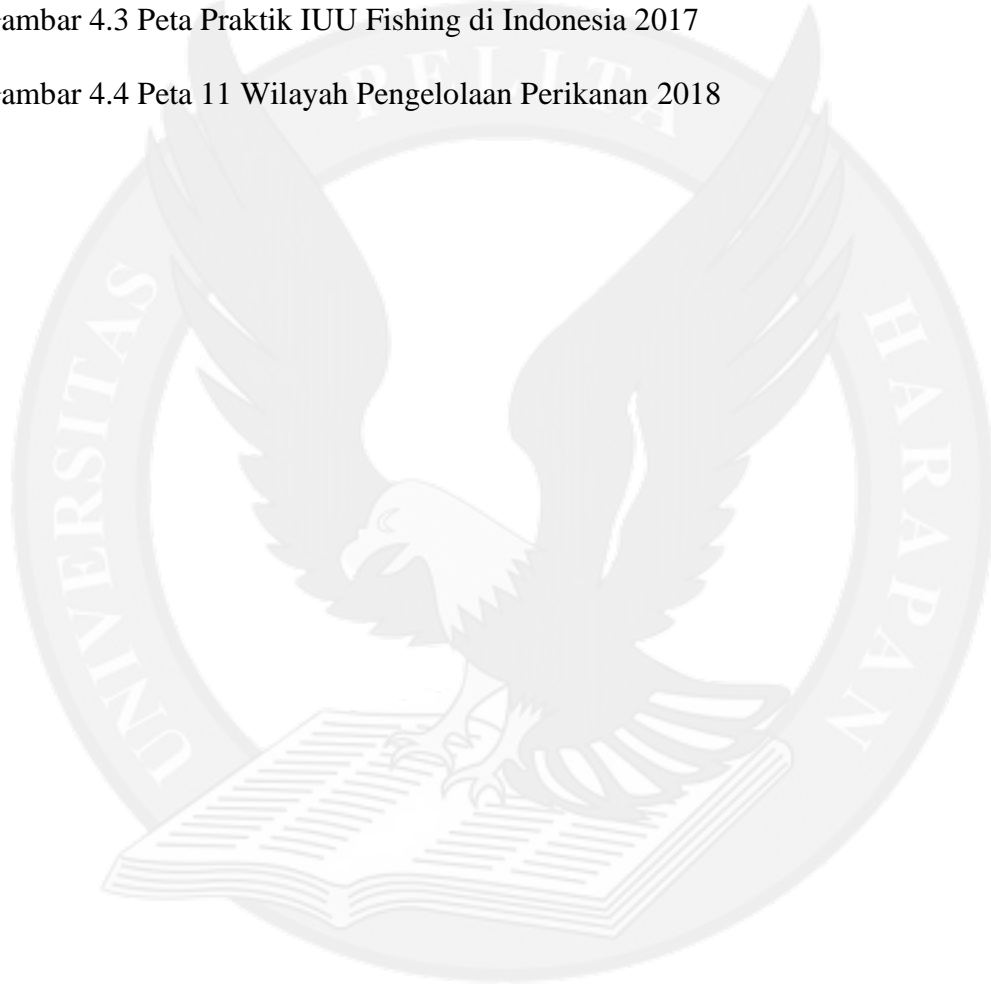 ambar 4.3 Peta Praktik IUU Fishing di Indonesia 2017
ambar 4.4 Peta 11 Wilayah Pengelolaan Perikanan 2018
UNIVERSITAS PELITA HARAPAN